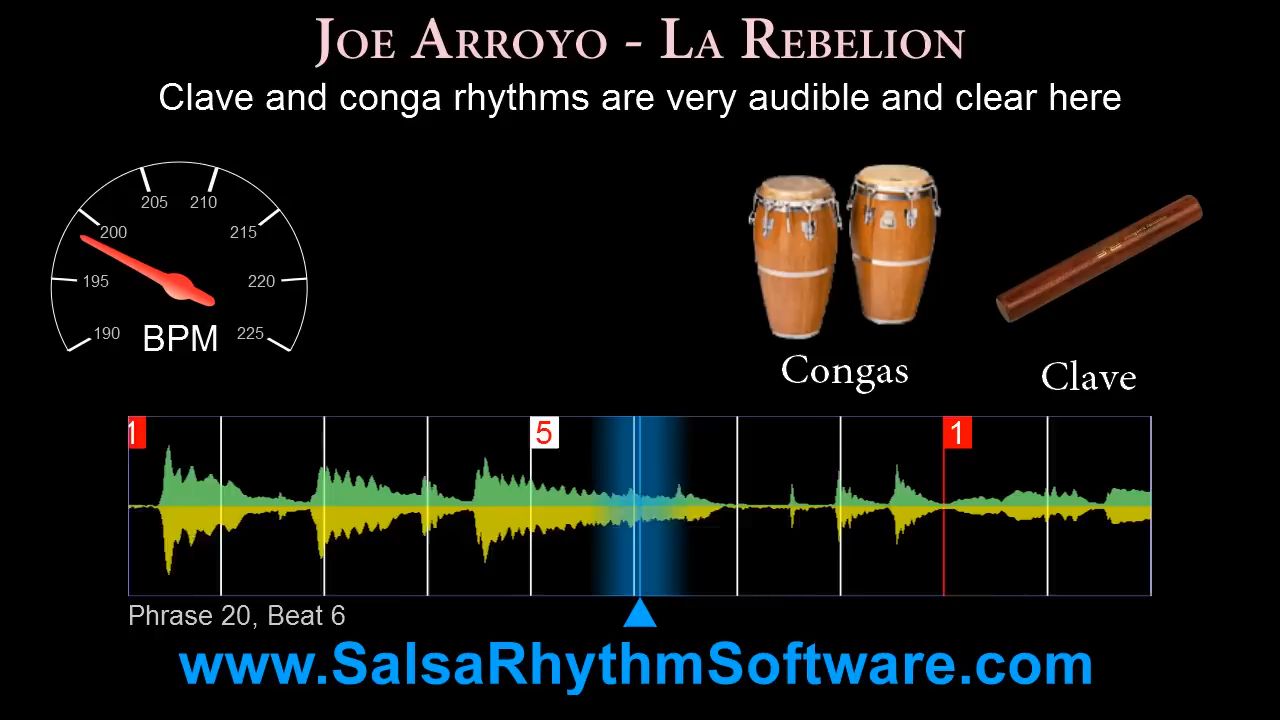 JOE ARROYO - LA REBELION
Clave and conga rhythms are very audible and clear here
205 210
200 215
195 220
190 BPM 225
Congas
Clave
1 5 1
Phrase 20, Beat 6
www.SalsaRhythmSoftware.com